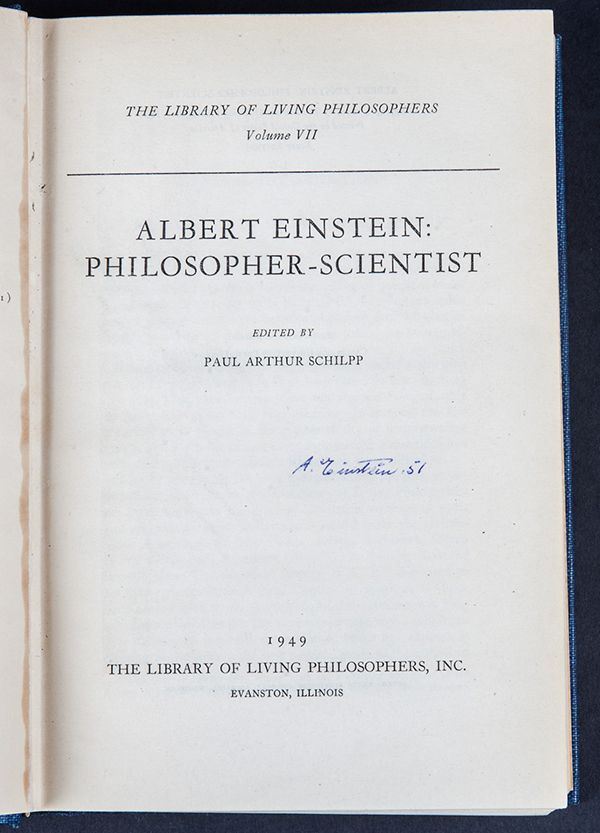 THE LIBRARY OF LIVING PHILOSOPHERS
Volume VII
ALBERT EINSTEIN:
PHILOSOPHER-SCIENTIST
EDITED BY
PAUL ARTHUR SCHILPP
A. Einstein. 51
1949
THE LIBRARY OF LIVING PHILOSOPHERS, INC.
EVANSTON, ILLINOIS